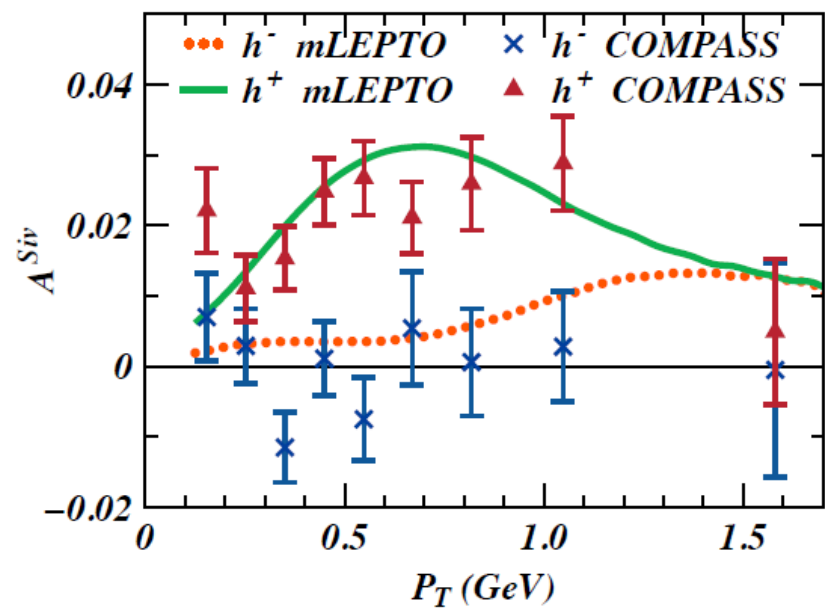 h⁻ mLEPTO
h⁻ COMPASS
h⁺ mLEPTO
h⁺ COMPASS
0.04
0.02
0
−0.02
A^Siv
0
0.5
1.0
1.5
P_T (GeV)